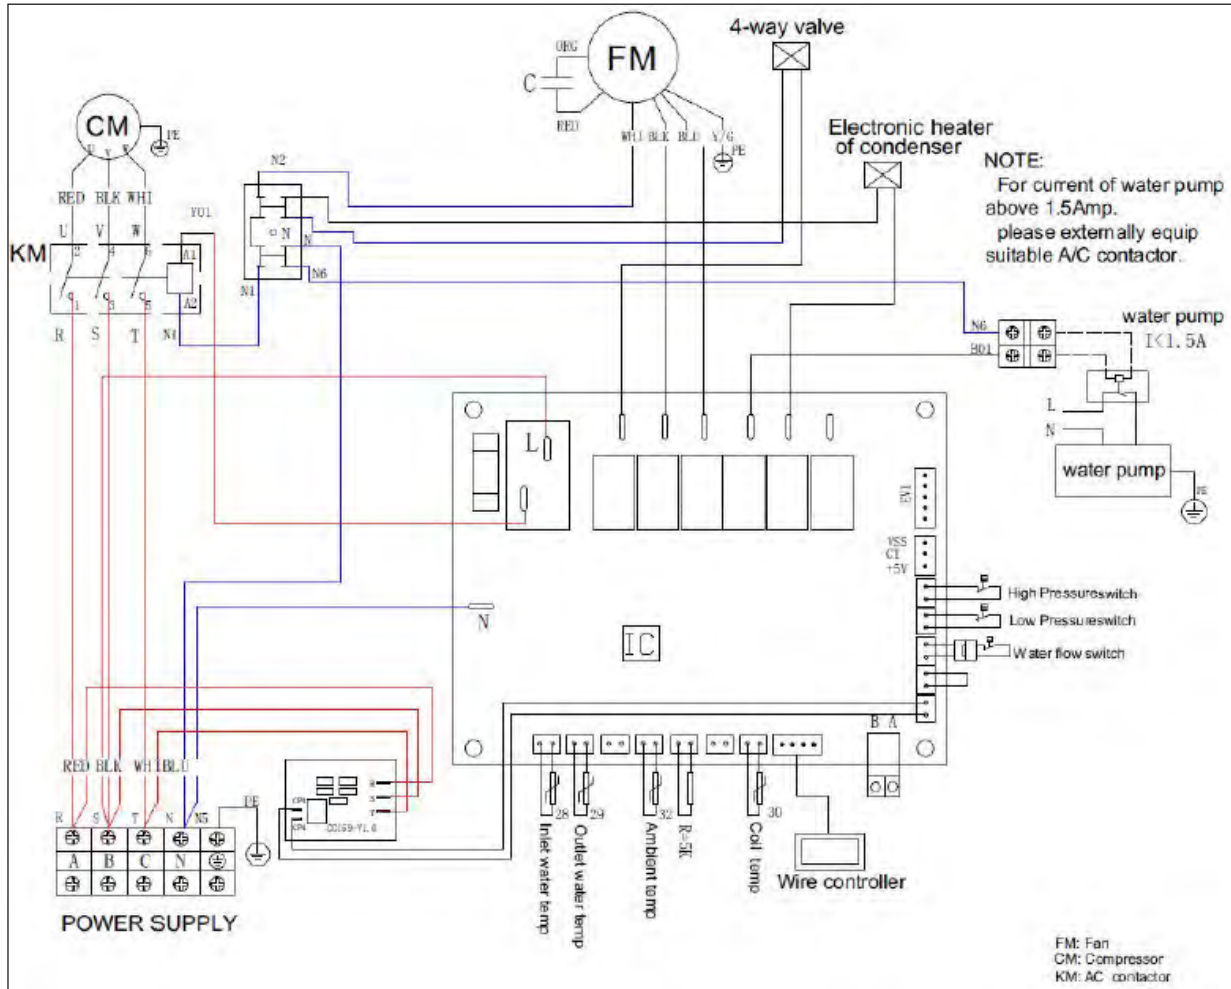 4-way valve
ORG
FM
C
CM
PE
RED
WHI BLK BLU Y/G
PE
Electronic heater
of condenser
NOTE:
For current of water pump
above 1.5Amp.
please externally equip
suitable A/C contactor.
N2
RED BLK WHI
Y01
U V W
N
N
KM
2 4 6
A1
N6
N1
A2
1 3 5
R S T
N1
N6
B01
water pump
I<1.5A
L
N
water pump
PE
L
EVI
VSS
CI
+5V
High Pressureswitch
Low Pressureswitch
N
IC
Water flow switch
B A
RED BLK WHI BLU
PE
R S T N N5
A B C N
R
S
T
CP4
28 29 32 30
Inlet water temp
Outlet water temp
Ambient temp
R=5K
Coil temp
Wire controller
POWER SUPPLY
FM: Fan
CM: Compressor
KM: AC contactor